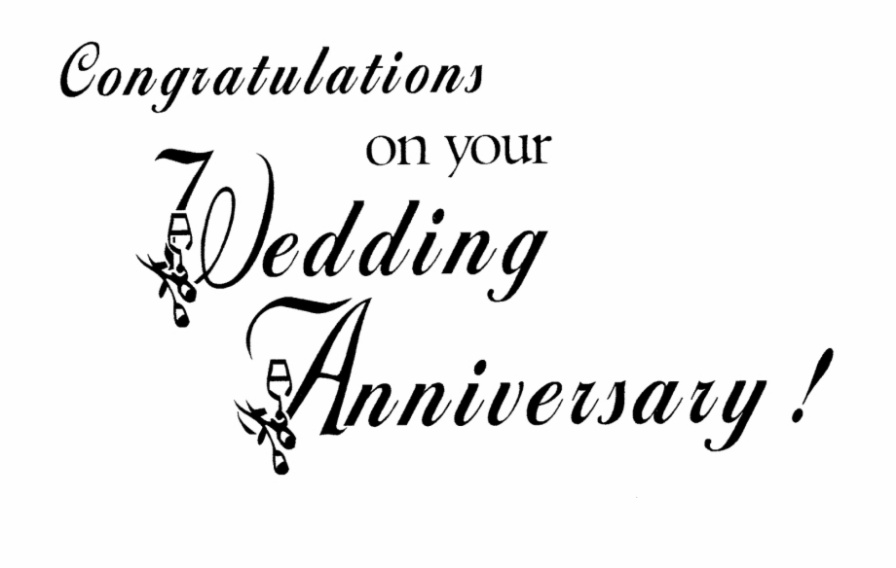 Congratulations
on your
Wedding
Anniversary !